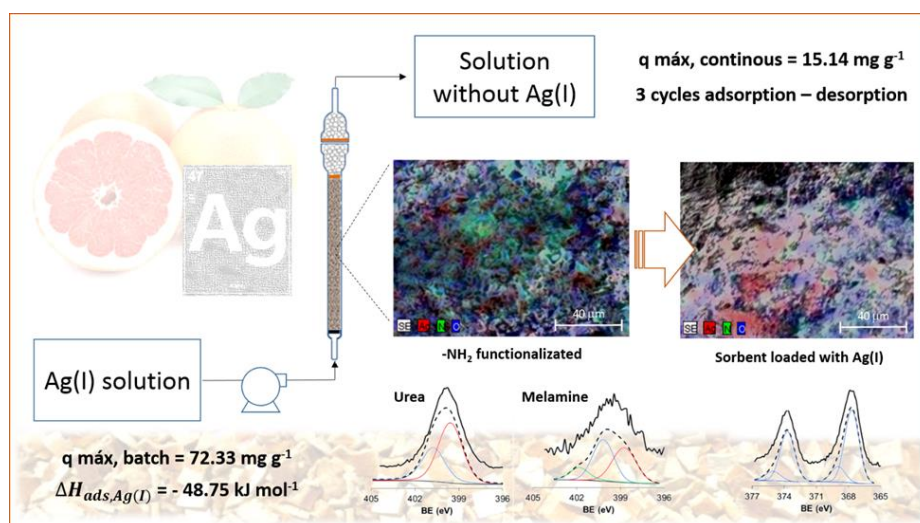 Solution
without Ag(I)
q máx, continous = 15.14 mg g⁻¹
3 cycles adsorption – desorption
47
Ag
SE Ag N O
40 µm
SE Ag N O
40 µm
-NH₂ functionalizated
Sorbent loaded with Ag(I)
Ag(I) solution
Urea
Melamine
405 402 399 396
BE (eV)
402 399 396
BE (eV)
377 374 371 368 365
BE (eV)
q máx, batch = 72.33 mg g⁻¹
ΔH_ads,Ag(I) = - 48.75 kJ mol⁻¹